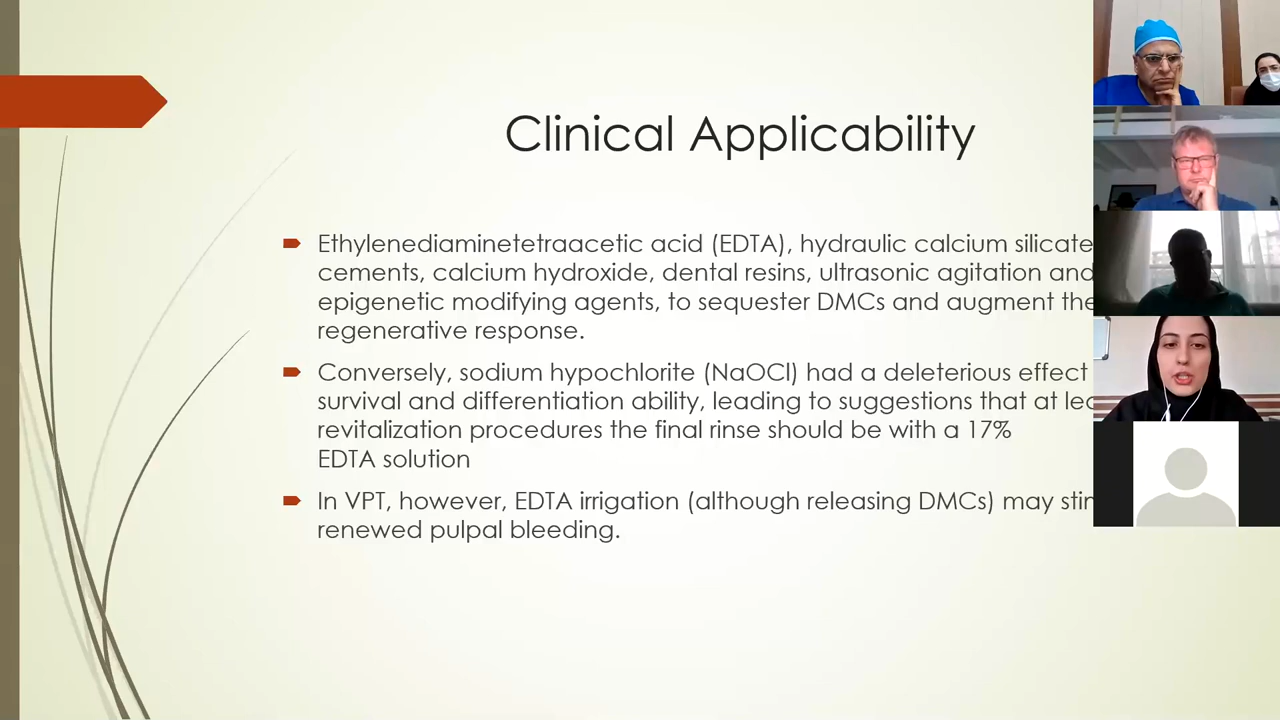 Clinical Applicability
Ethylenediaminetetraacetic acid (EDTA), hydraulic calcium silicate
cements, calcium hydroxide, dental resins, ultrasonic agitation and
epigenetic modifying agents, to sequester DMCs and augment the
regenerative response.
Conversely, sodium hypochlorite (NaOCl) had a deleterious effect
survival and differentiation ability, leading to suggestions that at
revitalization procedures the final rinse should be with a 17%
EDTA solution
In VPT, however, EDTA irrigation (although releasing DMCs) may
renewed pulpal bleeding.